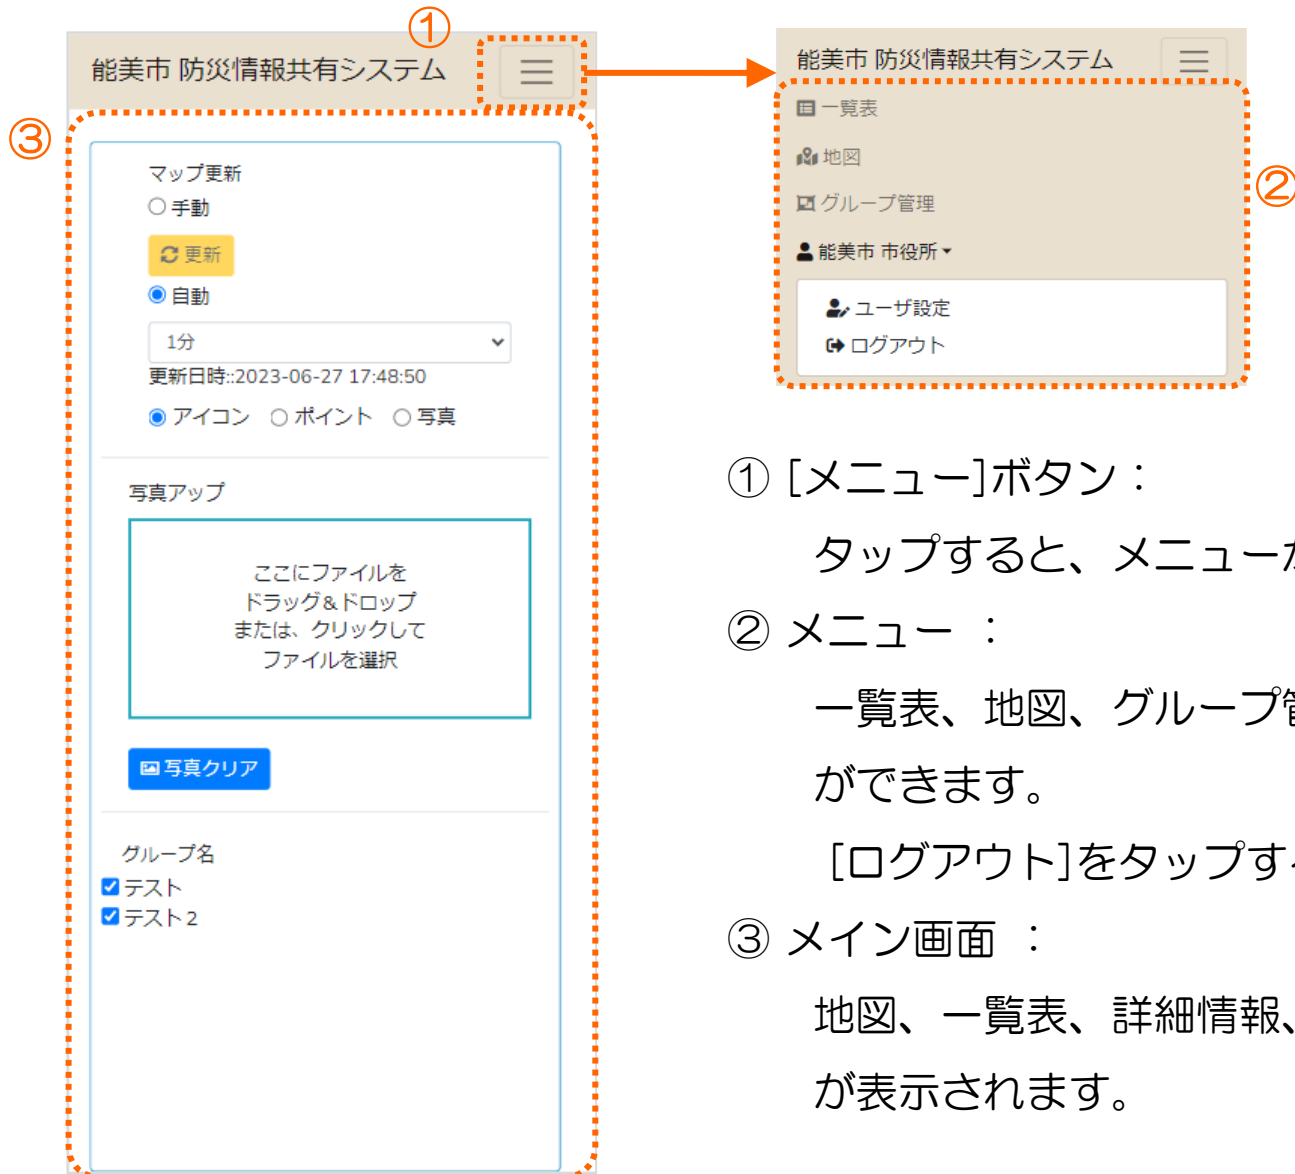 ①
能美市 防災情報共有システム
③
マップ更新
手動
更新
自動
1分
更新日時::2023-06-27 17:48:50
アイコン ポイント 写真
写真アップ
ここにファイルを
ドラッグ&ドロップ
または、クリックして
ファイルを選択
写真クリア
グループ名
テスト
テスト2
能美市 防災情報共有システム
一覧表
地図
グループ管理
能美市 市役所
ユーザ設定
ログアウト
②
① [メニュー]ボタン：
タップすると、メニューが
② メニュー ：
一覧表、地図、グループ管
ができます。
[ログアウト]をタップする
③ メイン画面 ：
地図、一覧表、詳細情報、
が表示されます。